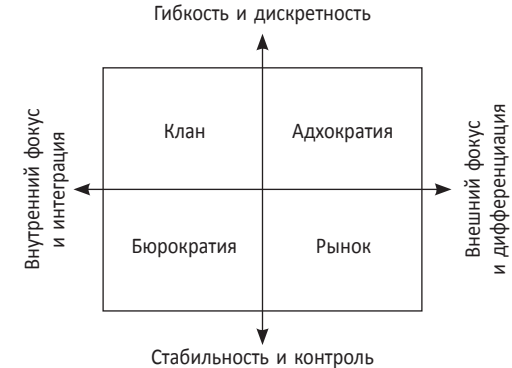 Гибкость и дискретность
Внутренний фокус
и интеграция
Клан
Адхократия
Бюрократия
Рынок
Внешний фокус
и дифференциация
Стабильность и контроль